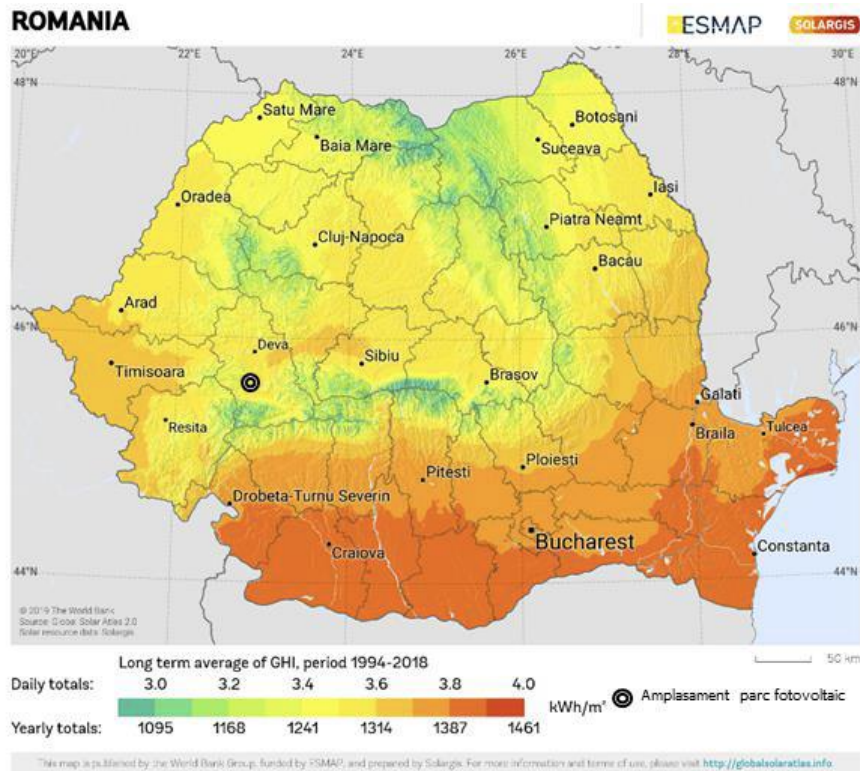 ROMANIA
ESMAP
SOLARGIS
20°E
22°E
24°E
26°E
28°E
30°E
48°N
48°N
Satu Mare
Botosani
Baia Mare
Suceava
Oradea
Iasi
Piatra Neamt
Cluj-Napoca
Bacau
Arad
46°N
46°N
Deva
Sibiu
Timisoara
Brașov
Galati
Resita
Braila
Tulcea
Ploiești
Pitesti
Drobeta-Turnu Severin
Bucharest
Craiova
Constanta
44°N
44°N
© 2019 The World Bank
Source: Global Solar Atlas 2.0
Solar resource data: Solargis
50 km
Long term average of GHI, period 1994-2018
Daily totals: 3.0 3.2 3.4 3.6 3.8 4.0
kWh/m²
Amplasament parc fotovoltaic
Yearly totals: 1095 1168 1241 1314 1387 1461
This map is published by the World Bank Group, funded by ESMAP, and prepared by Solargis. For more information and terms of use, please visit http://globalsolaratlas.info.